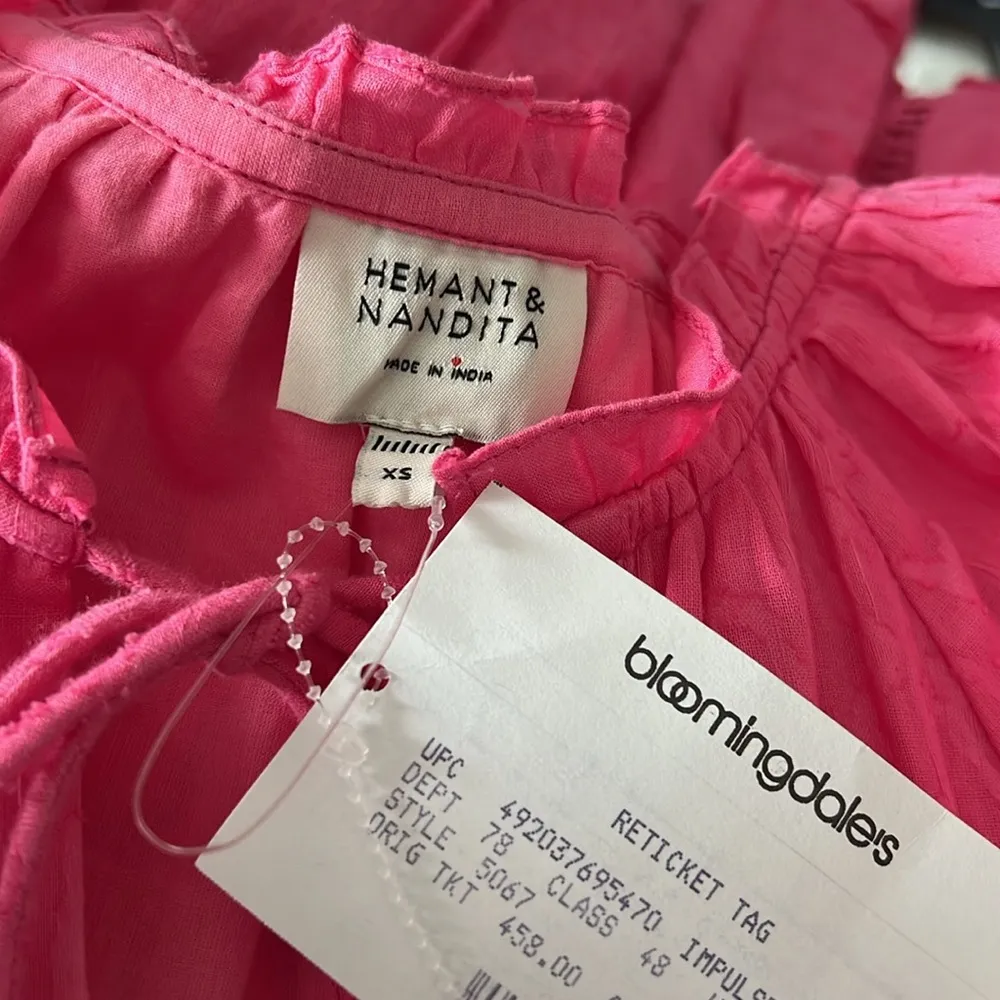 HEMANT &
NANDITA
MADE IN INDIA
XS
bloomingdale's
RETICKET TAG
UPC 492037695470 IMPULS
DEPT 78 CLASS 48
STYLE 5067
ORIG TKT 458.00